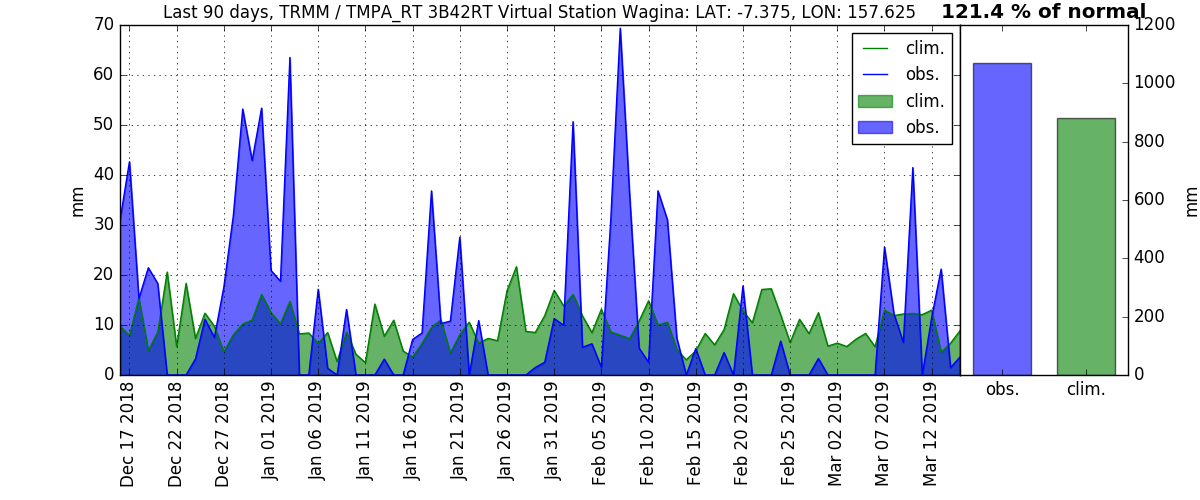 Last 90 days, TRMM / TMPA_RT 3B42RT Virtual Station Wagina: LAT: -7.375, LON: 157.625
121.4 % of normal
70
60
50
40
30
20
10
0
mm
clim.
obs.
clim.
obs.
1200
1000
800
600
400
200
0
mm
obs.
clim.
Dec 17 2018
Dec 22 2018
Dec 27 2018
Jan 01 2019
Jan 06 2019
Jan 11 2019
Jan 16 2019
Jan 21 2019
Jan 26 2019
Jan 31 2019
Feb 05 2019
Feb 10 2019
Feb 15 2019
Feb 20 2019
Feb 25 2019
Mar 02 2019
Mar 07 2019
Mar 12 2019